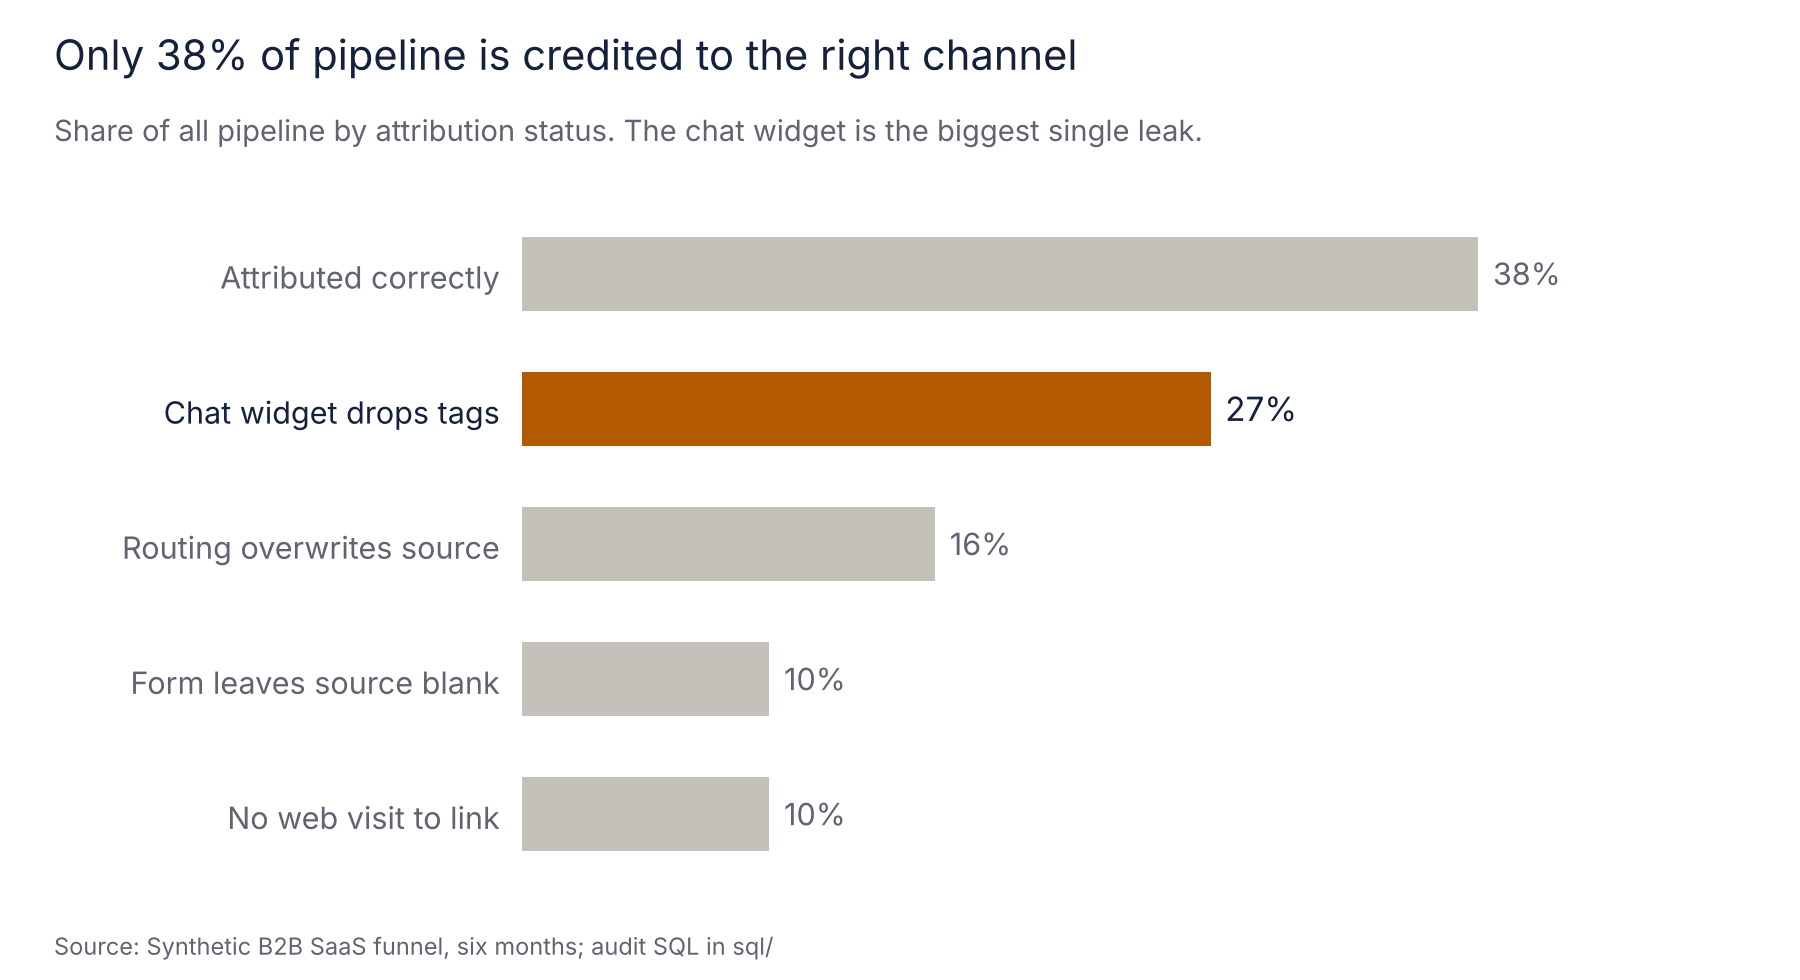 Only 38% of pipeline is credited to the right channel
Share of all pipeline by attribution status. The chat widget is the biggest single leak.
Attributed correctly 38%
Chat widget drops tags 27%
Routing overwrites source 16%
Form leaves source blank 10%
No web visit to link 10%
Source: Synthetic B2B SaaS funnel, six months; audit SQL in sql/